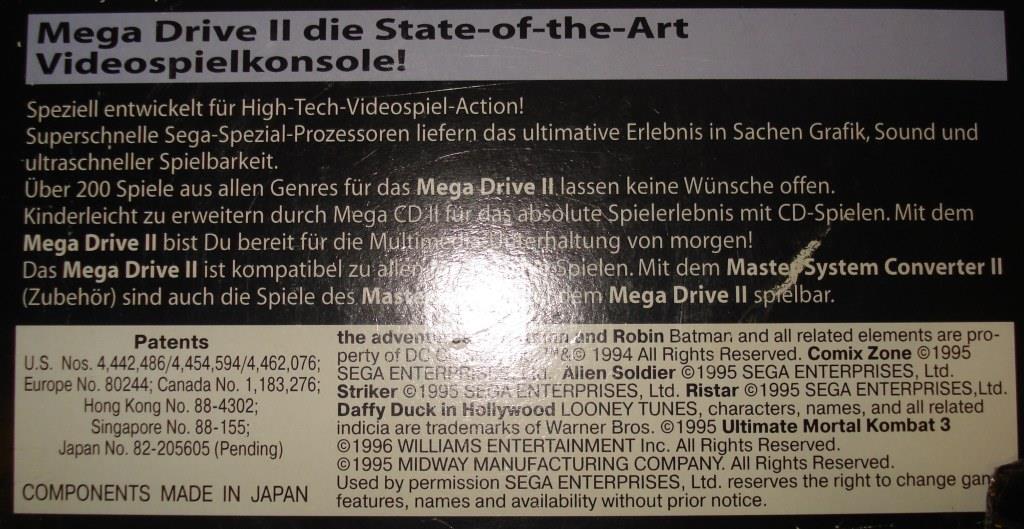 Mega Drive II die State-of-the-Art
Videospielkonsole!
Speziell entwickelt für High-Tech-Videospiel-Action!
Superschnelle Sega-Spezial-Prozessoren liefern das ultimative Erlebnis in Sachen Grafik, Sound und
ultraschneller Spielbarkeit.
Über 200 Spiele aus allen Genres für das Mega Drive II lassen keine Wünsche offen.
Kinderleicht zu erweitern durch Mega CD II für das absolute Spielerlebnis mit CD-Spielen. Mit dem
Mega Drive II bist Du bereit für die Multimedia-Unterhaltung von morgen!
Das Mega Drive II ist kompatibel zu allen Spielen. Mit dem Master System Converter II
(Zubehör) sind auch die Spiele des dem Mega Drive II spielbar.
Patents
U.S. Nos. 4,442,486/4,454,594/4,462,076;
Europe No. 80244; Canada No. 1,183,276;
Hong Kong No. 88-4302;
Singapore No. 88-155;
Japan No. 82-205605 (Pending)
COMPONENTS MADE IN JAPAN
the and Robin Batman and all related elements are pro-
perty of DC ™&© 1994 All Rights Reserved. Comix Zone ©1995
SEGA ENTERPRISES, Ltd. Alien Soldier ©1995 SEGA ENTERPRISES, Ltd.
Striker ©1995 SEGA ENTERPRISES, Ltd. Ristar ©1995 SEGA ENTERPRISES,Ltd.
Daffy Duck in Hollywood LOONEY TUNES, characters, names, and all related
indicia are trademarks of Warner Bros. ©1995 Ultimate Mortal Kombat 3
©1996 WILLIAMS ENTERTAINMENT Inc. All Rights Reserved.
©1995 MIDWAY MANUFACTURING COMPANY. All Rights Reserved.
Used by permission SEGA ENTERPRISES, Ltd. reserves the right to change
features, names and availability without prior notice.